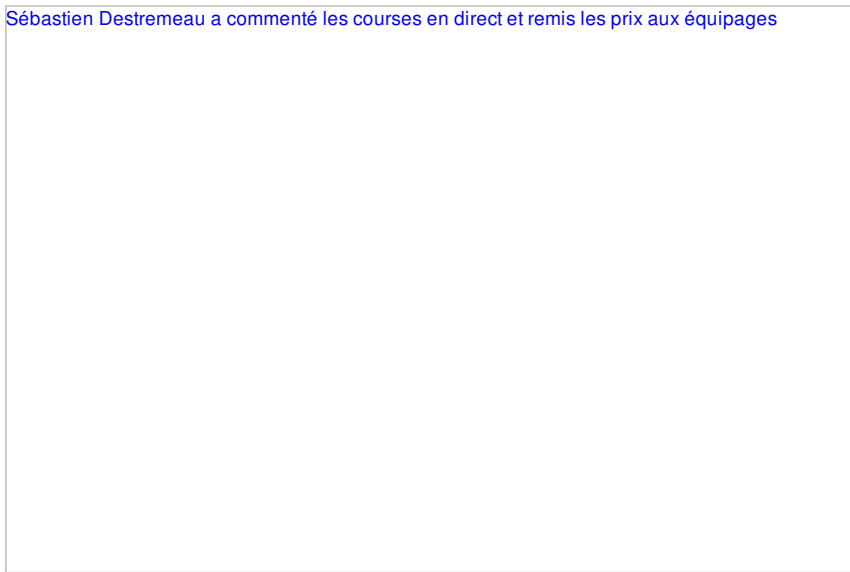 Sébastien Destremeau a commenté les courses en direct et remis les prix aux équipages